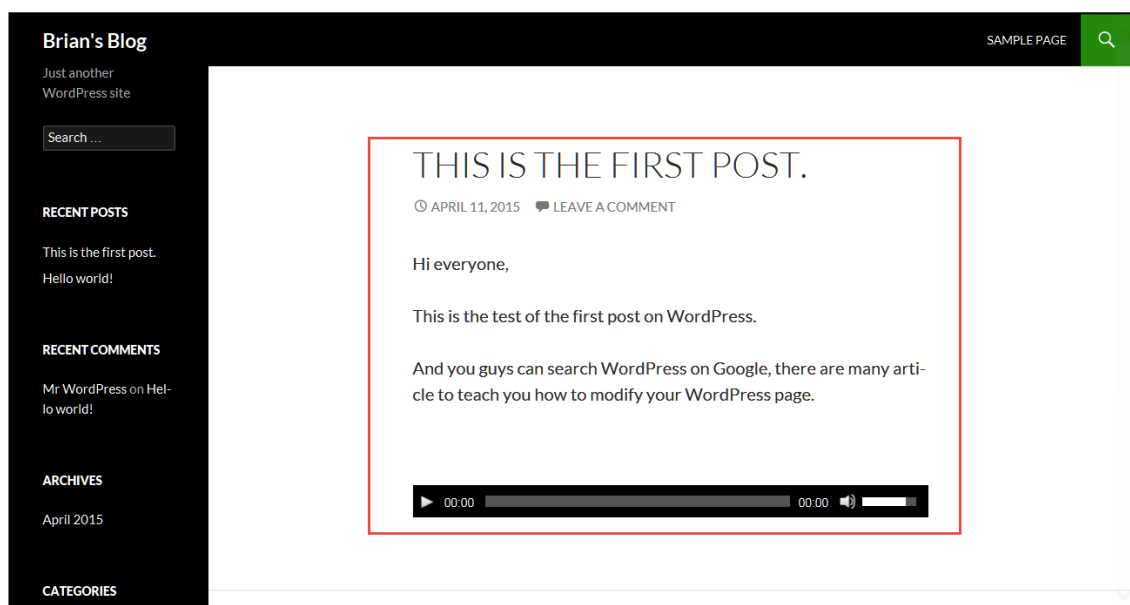 Brian's Blog
SAMPLE PAGE
Just another
WordPress site
Search ...
RECENT POSTS
This is the first post.
Hello world!
RECENT COMMENTS
Mr WordPress on Hel-
lo world!
ARCHIVES
April 2015
CATEGORIES
THIS IS THE FIRST POST.
APRIL 11, 2015 LEAVE A COMMENT
Hi everyone,
This is the test of the first post on WordPress.
And you guys can search WordPress on Google, there are many arti-
cle to teach you how to modify your WordPress page.
00:00 00:00